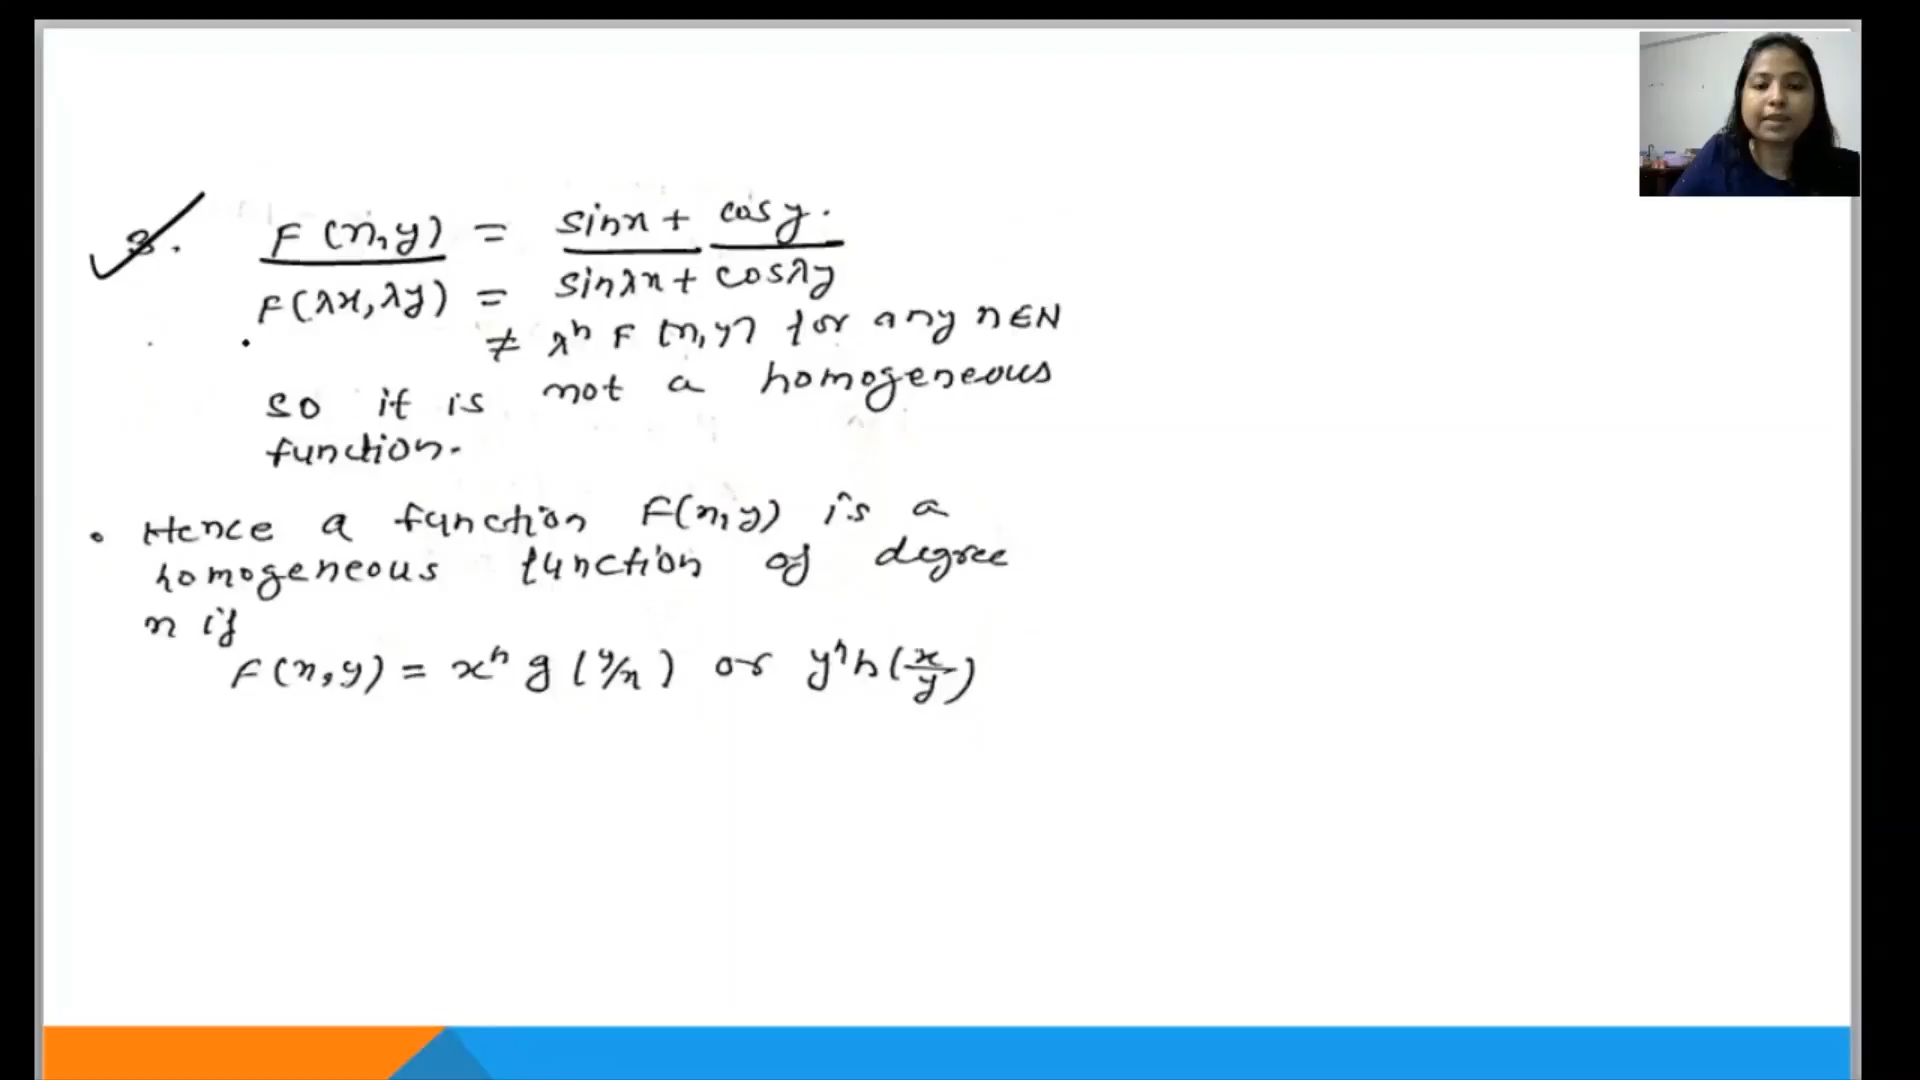 3. F(x,y) = sinx + cosy.
F(λx,λy) = sinλx + cosλy
≠ λⁿ F(x,y) for any n∈N
so it is not a homogeneous
function.
• Hence a function F(x,y) is a
homogeneous function of degree
n if
F(x,y) = xⁿ g(y/x) or yⁿh(x/y)